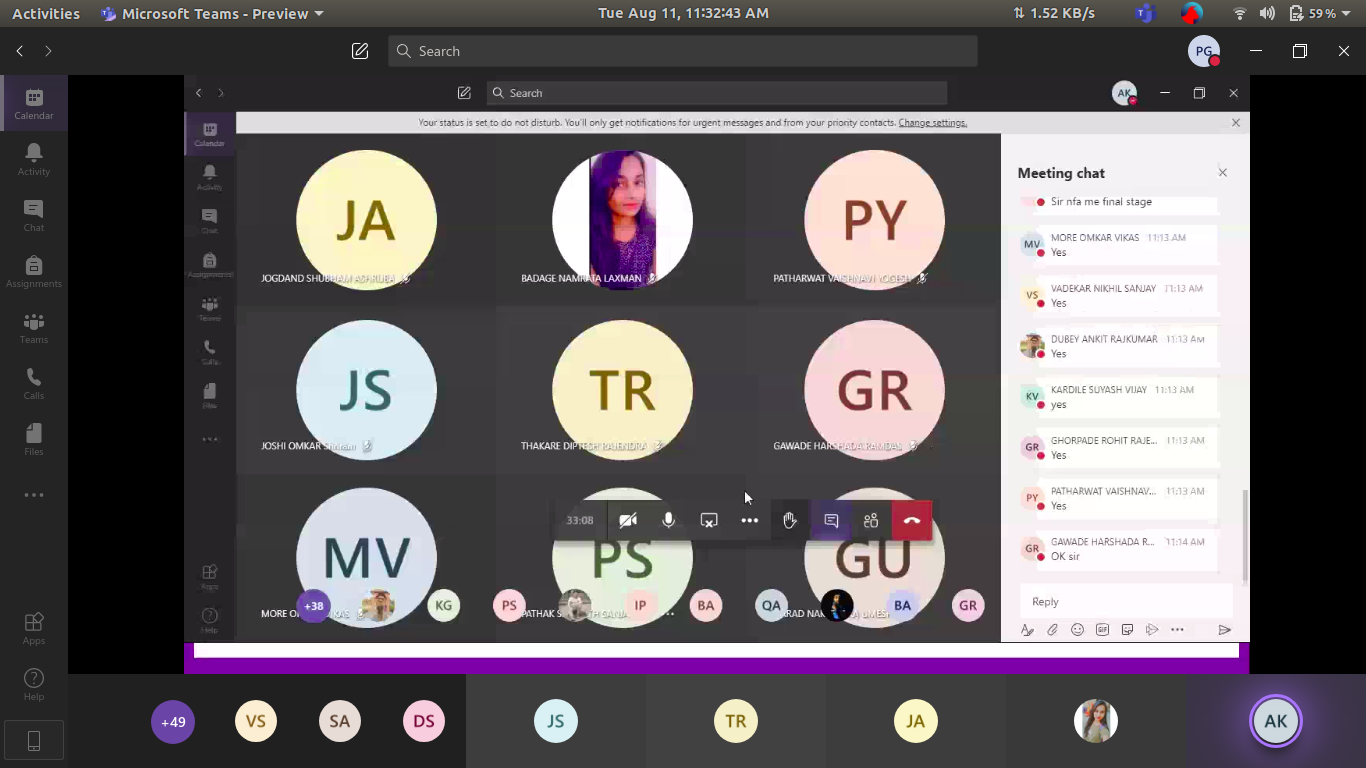 Activities
Microsoft Teams - Preview
Tue Aug 11, 11:32:43 AM
1.52 KB/s
59 %
Search
PG
Calendar
Activity
Chat
Assignments
Teams
Calls
Files
Apps
Help
Search
AK
Your status is set to do not disturb. You'll only get notifications for urgent messages and from your priority contacts. Change settings.
Calendar
Activity
Chat
Assignments
Teams
Calls
Files
Apps
Help
JA
JOGDAND SHUBHAM ASHRUBA
BADAGE NAMRATA LAXMAN
PY
PATHARWAT VAISHNAVI YOGESH
JS
JOSHI OMKAR
TR
THAKARE DIPTESH RAJENDRA
GR
GAWADE HARSHADA RAMDAS
MV
MORE
PS
PATHAK
GU
UMESH
33:08
+38
KG
PS
IP
BA
QA
BA
GR
Meeting chat
Sir nfa me final stage
MV
MORE OMKAR VIKAS 11:13 AM
Yes
VS
VADEKAR NIKHIL SANJAY 11:13 AM
Yes
DUBEY ANKIT RAJKUMAR 11:13 AM
Yes
KV
KARDILE SUYASH VIJAY 11:13 AM
yes
GR
GHORPADE ROHIT RAJE... 11:13 AM
Yes
PY
PATHARWAT VAISHNAV... 11:13 AM
Yes
GR
GAWADE HARSHADA R... 11:14 AM
OK sir
Reply
GIF
+49
VS
SA
DS
JS
TR
JA
AK